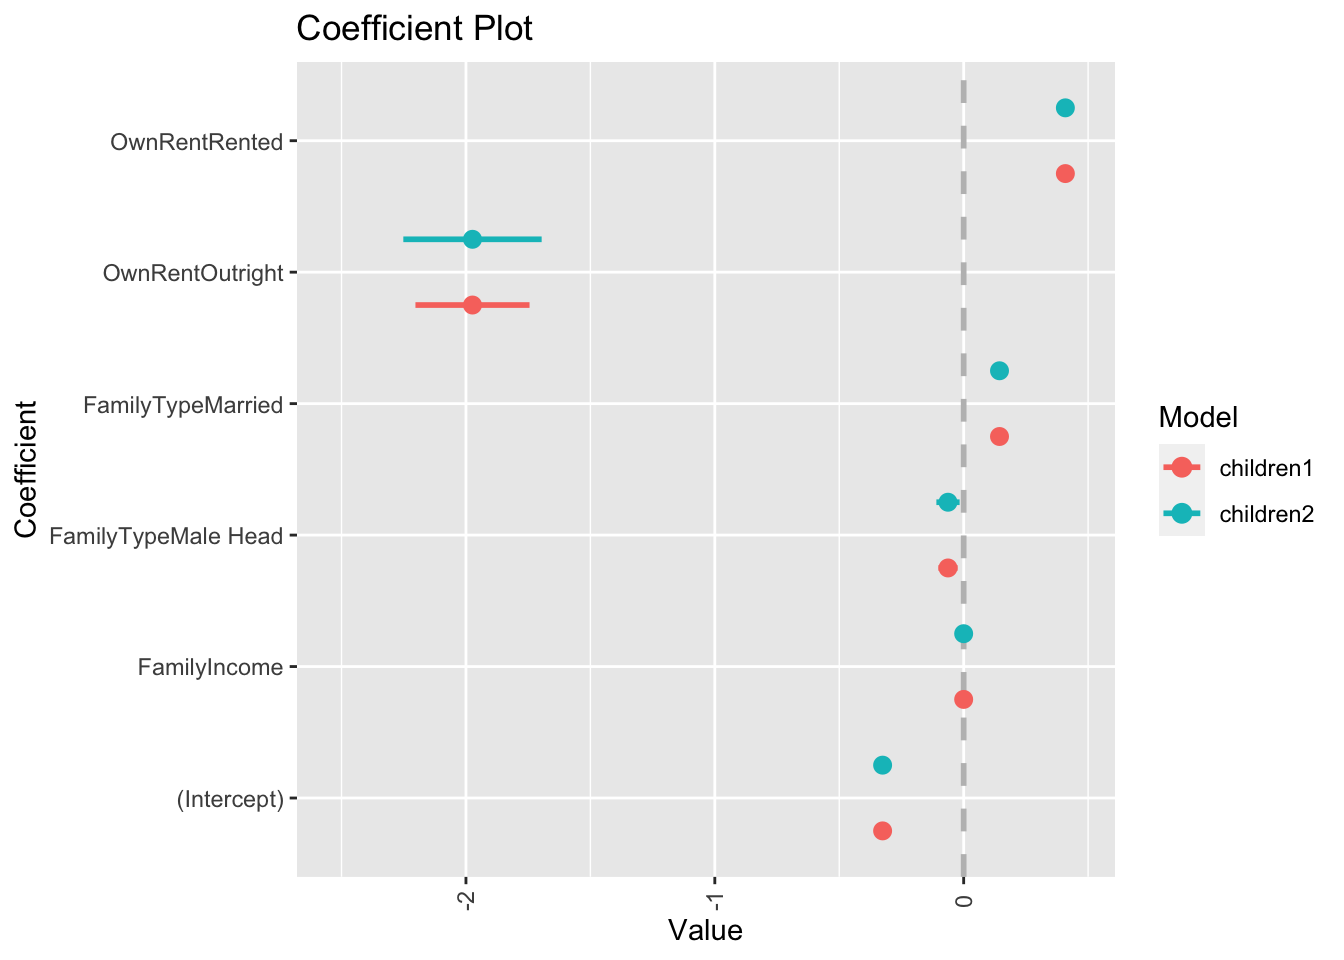 Coefficient Plot
OwnRentRented
OwnRentOutright
FamilyTypeMarried
FamilyTypeMale Head
FamilyIncome
(Intercept)
Coefficient
-2
-1
0
Value
Model
children1
children2